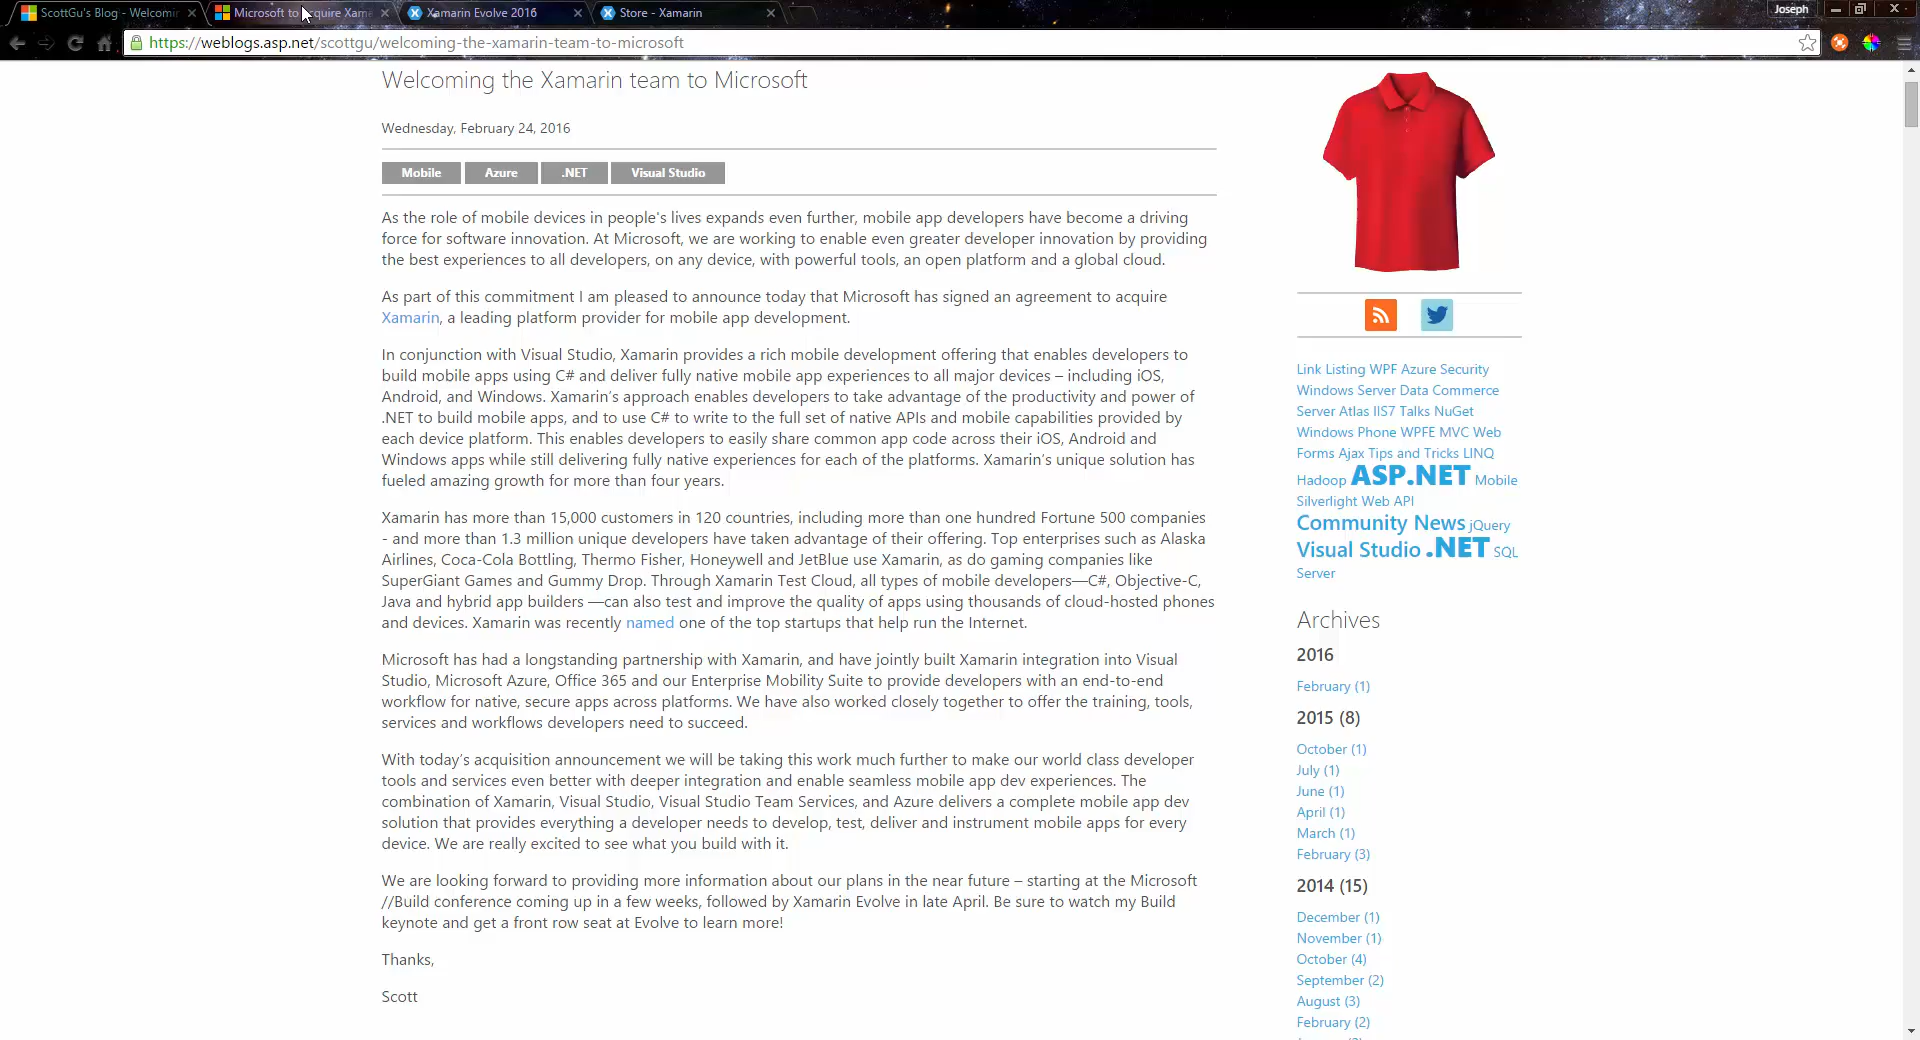 ScottGu's Blog - Welcomin
Microsoft to acquire Xama
Xamarin Evolve 2016
Store - Xamarin
Joseph
https://weblogs.asp.net/scottgu/welcoming-the-xamarin-team-to-microsoft
Welcoming the Xamarin team to Microsoft
Wednesday, February 24, 2016
Mobile Azure .NET Visual Studio
As the role of mobile devices in people's lives expands even further, mobile app developers have become a driving
force for software innovation. At Microsoft, we are working to enable even greater developer innovation by providing
the best experiences to all developers, on any device, with powerful tools, an open platform and a global cloud.
As part of this commitment I am pleased to announce today that Microsoft has signed an agreement to acquire
Xamarin, a leading platform provider for mobile app development.
In conjunction with Visual Studio, Xamarin provides a rich mobile development offering that enables developers to
build mobile apps using C# and deliver fully native mobile app experiences to all major devices – including iOS,
Android, and Windows. Xamarin's approach enables developers to take advantage of the productivity and power of
.NET to build mobile apps, and to use C# to write to the full set of native APIs and mobile capabilities provided by
each device platform. This enables developers to easily share common app code across their iOS, Android and
Windows apps while still delivering fully native experiences for each of the platforms. Xamarin's unique solution has
fueled amazing growth for more than four years.
Xamarin has more than 15,000 customers in 120 countries, including more than one hundred Fortune 500 companies
- and more than 1.3 million unique developers have taken advantage of their offering. Top enterprises such as Alaska
Airlines, Coca-Cola Bottling, Thermo Fisher, Honeywell and JetBlue use Xamarin, as do gaming companies like
SuperGiant Games and Gummy Drop. Through Xamarin Test Cloud, all types of mobile developers—C#, Objective-C,
Java and hybrid app builders —can also test and improve the quality of apps using thousands of cloud-hosted phones
and devices. Xamarin was recently named one of the top startups that help run the Internet.
Microsoft has had a longstanding partnership with Xamarin, and have jointly built Xamarin integration into Visual
Studio, Microsoft Azure, Office 365 and our Enterprise Mobility Suite to provide developers with an end-to-end
workflow for native, secure apps across platforms. We have also worked closely together to offer the training, tools,
services and workflows developers need to succeed.
With today's acquisition announcement we will be taking this work much further to make our world class developer
tools and services even better with deeper integration and enable seamless mobile app dev experiences. The
combination of Xamarin, Visual Studio, Visual Studio Team Services, and Azure delivers a complete mobile app dev
solution that provides everything a developer needs to develop, test, deliver and instrument mobile apps for every
device. We are really excited to see what you build with it.
We are looking forward to providing more information about our plans in the near future – starting at the Microsoft
//Build conference coming up in a few weeks, followed by Xamarin Evolve in late April. Be sure to watch my Build
keynote and get a front row seat at Evolve to learn more!
Thanks,
Scott
Link Listing WPF Azure Security
Windows Server Data Commerce
Server Atlas IIS7 Talks NuGet
Windows Phone WPFE MVC Web
Forms Ajax Tips and Tricks LINQ
Hadoop ASP.NET Mobile
Silverlight Web API
Community News jQuery
Visual Studio .NET SQL
Server
Archives
2016
February (1)
2015 (8)
October (1)
July (1)
June (1)
April (1)
March (1)
February (3)
2014 (15)
December (1)
November (1)
October (4)
September (2)
August (3)
February (2)